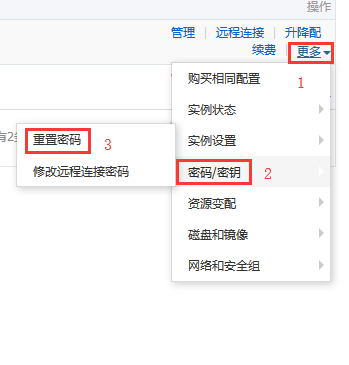 操作
管理 | 远程连接 | 升降配
续费 | 更多
购买相同配置 1
实例状态
有2条
重置密码 3
实例设置
修改远程连接密码
密码/密钥 2
资源变配
磁盘和镜像
网络和安全组